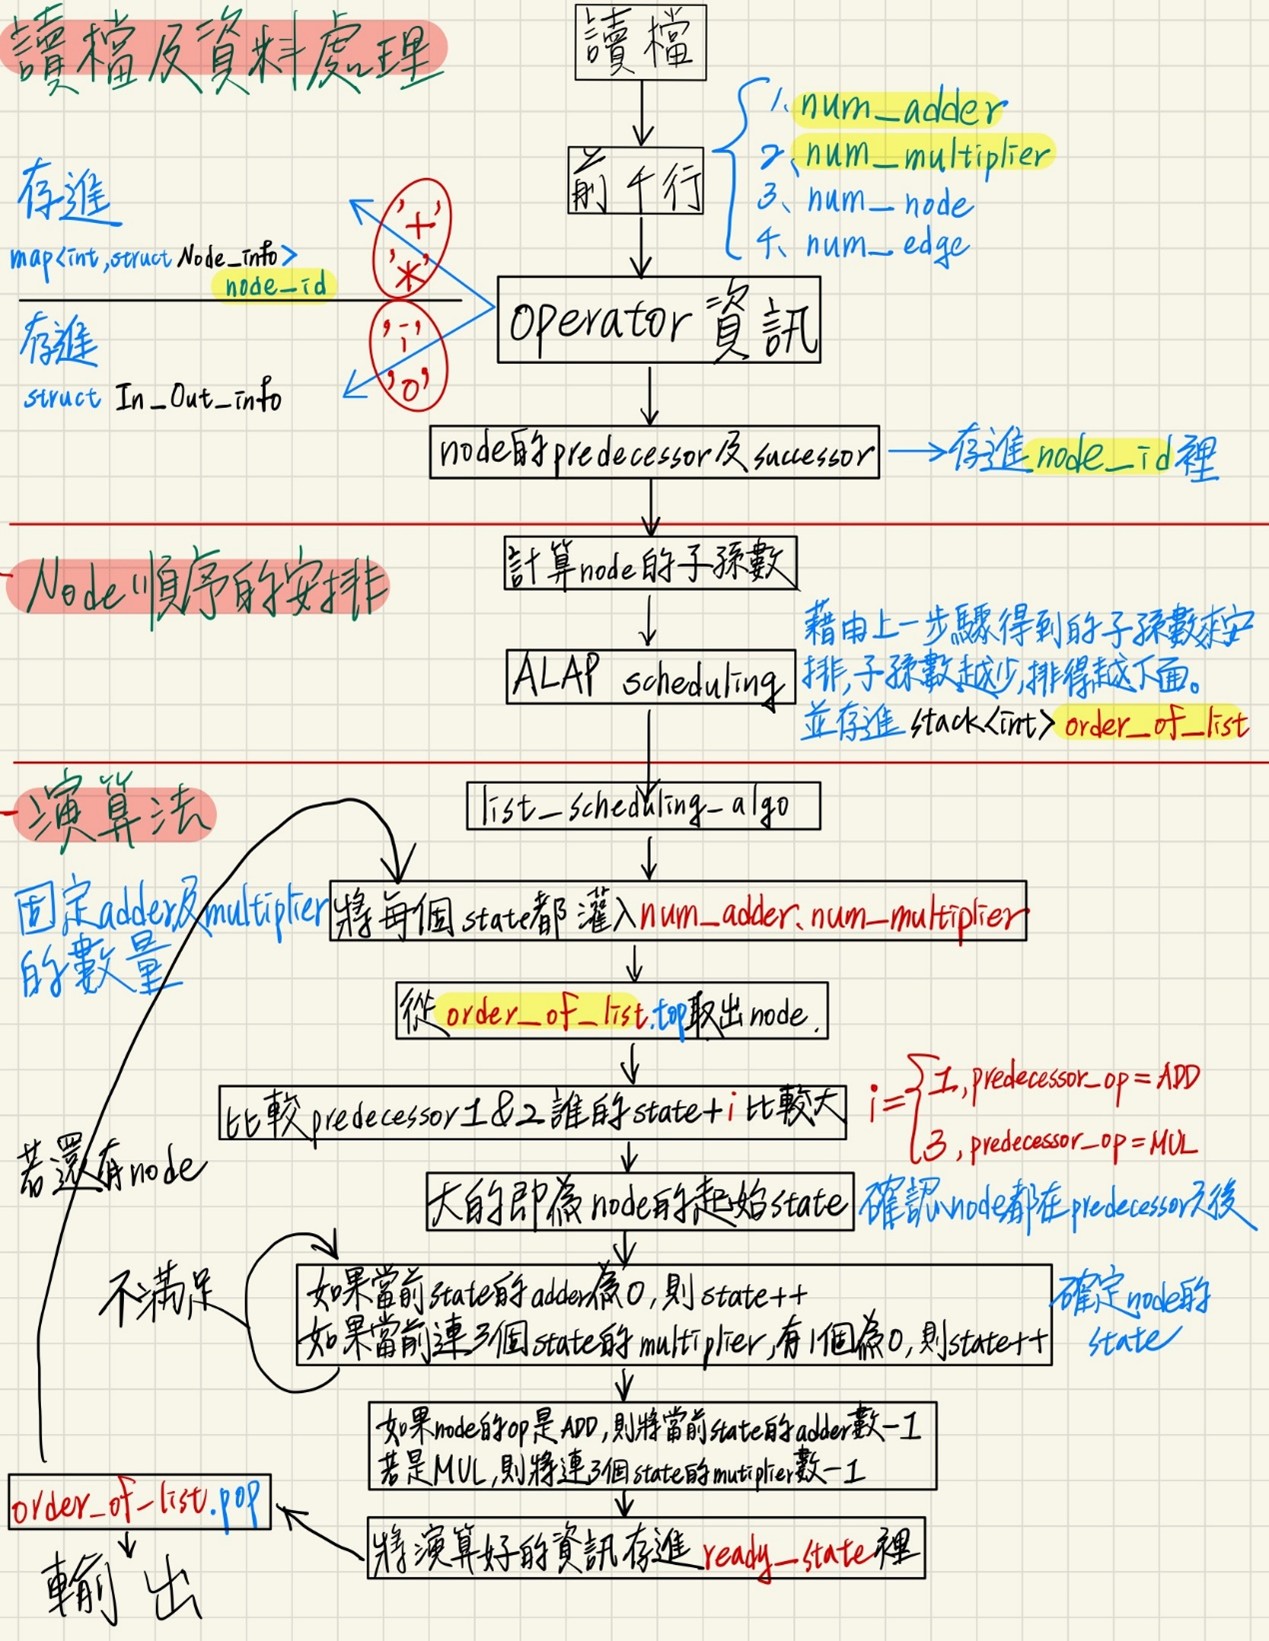 讀檔及資料處理
讀檔
前4行
1、num_adder
2、num_multiplier
3、num_node
4、num_edge
存進
map<int,struct Node_info>
node_id
'+'
'*'
operator 資訊
存進
struct In_Out_info
'i'
'o'
node的predecessor及successor
存進node_id裡
Node順序的安排
計算node的子孫數
ALAP scheduling
藉由上一步驟得到的子孫數來安
排,子孫數越少,排得越下面。
並存進stack<int> order_of_list
演算法
list_scheduling_algo
固定adder及multiplier
的數量
將每個state都灌入num_adder、num_multiplier
從order_of_list.top取出node.
比較predecessor1&2誰的state+i比較大
i=
1,predecessor_op=ADD
3,predecessor_op=MUL
若還有node
大的即為node的起始state
確認node都在predecessor之後
不滿足
如果當前state的adder為0,則state++
如果當前連3個state的multiplier,有1個為0,則state++
確定node的
state
如果node的op是ADD,則將當前state的adder數-1
若是MUL,則將連3個state的mutiplier數-1
將演算好的資訊存進ready_state裡
order_of_list.pop
輸出